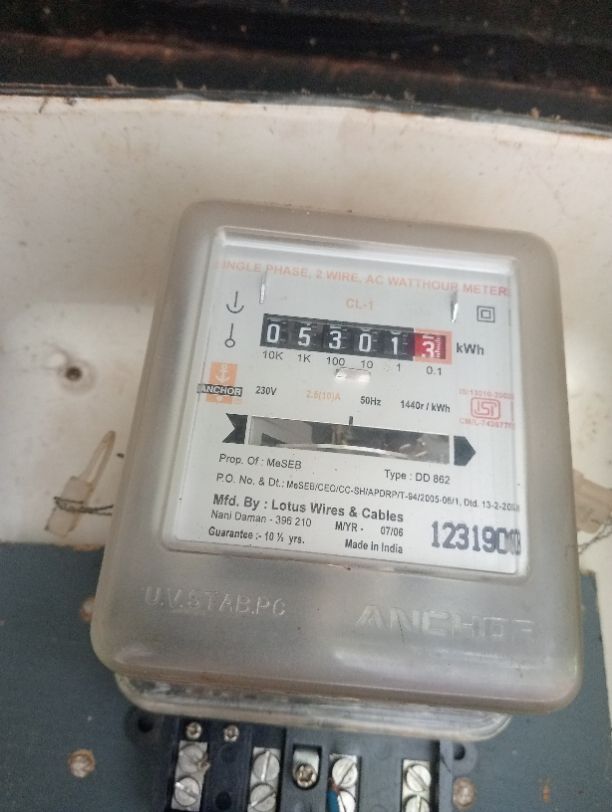 SINGLE PHASE, 2 WIRE, AC WATTHOUR METER
CL-1
0 5 3 0 1 3 kWh
10K 1K 100 10 1 0.1
ANCHOR 230V 2.5(10)A 50Hz 1440r / kWh
ISI
Prop. Of : MeSEB Type : DD 862
P.O. No. & Dt.: MeSEB/CEO/CC-SH/APDRP/T-94/2005-06/1, Dtd. 13-2-
Mfd. By : Lotus Wires & Cables
Nani Daman - 396 210 M/YR - 07/06
Guarantee :- 10 ½ yrs. Made in India
U.V.STAB.PC ANCHOR